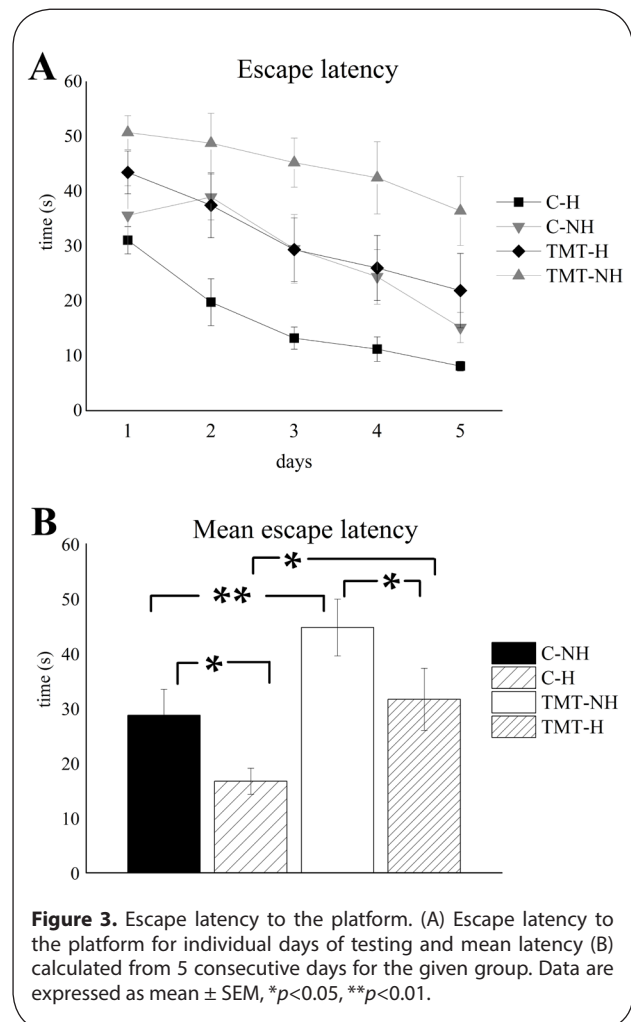 A
Escape latency
60
50
40
30
20
10
0
time (s)
1 2 3 4 5
days
C-H
C-NH
TMT-H
TMT-NH
B
Mean escape latency
60
50
40
30
20
10
0
time (s)
*
**
*
*
C-NH
C-H
TMT-NH
TMT-H
Figure 3. Escape latency to the platform. (A) Escape latency to
the platform for individual days of testing and mean latency (B)
calculated from 5 consecutive days for the given group. Data are
expressed as mean ± SEM, *p<0.05, **p<0.01.